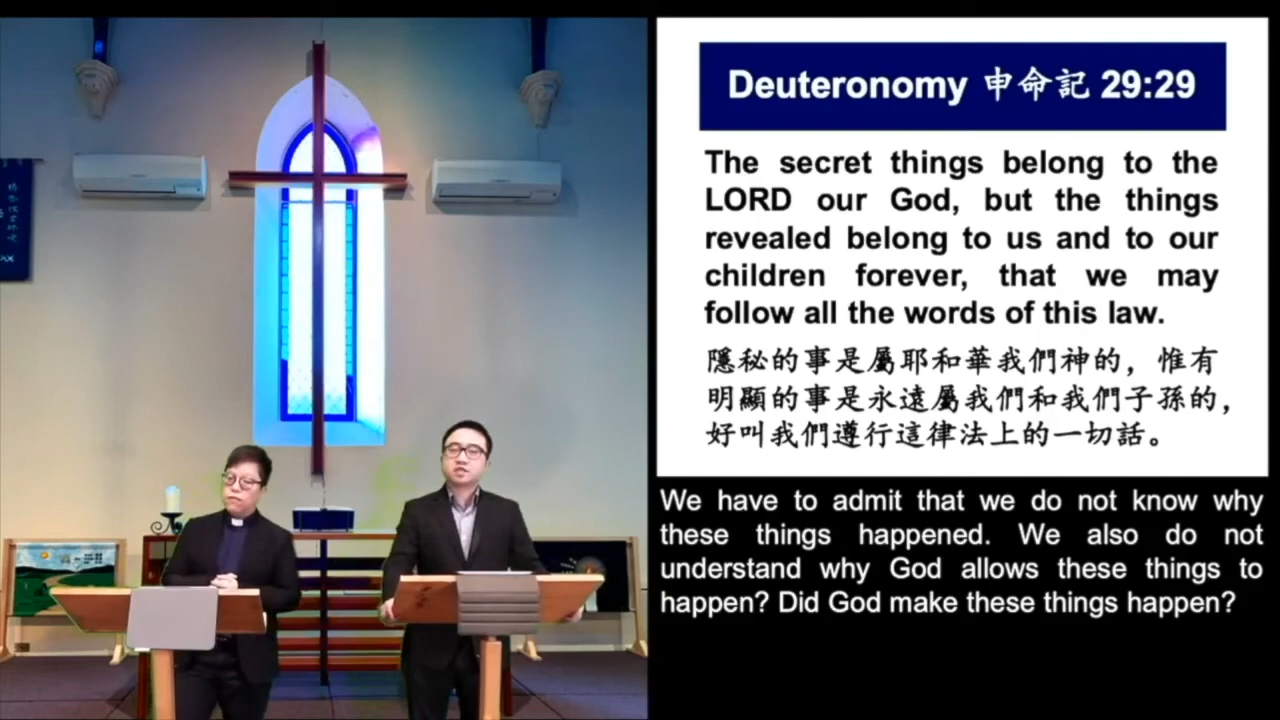 Deuteronomy 申命記 29:29
The secret things belong to the
LORD our God, but the things
revealed belong to us and to our
children forever, that we may
follow all the words of this law.
隱秘的事是屬耶和華我們神的，惟有
明顯的事是永遠屬我們和我們子孫的，
好叫我們遵行這律法上的一切話。
We have to admit that we do not know why
these things happened. We also do not
understand why God allows these things to
happen? Did God make these things happen?